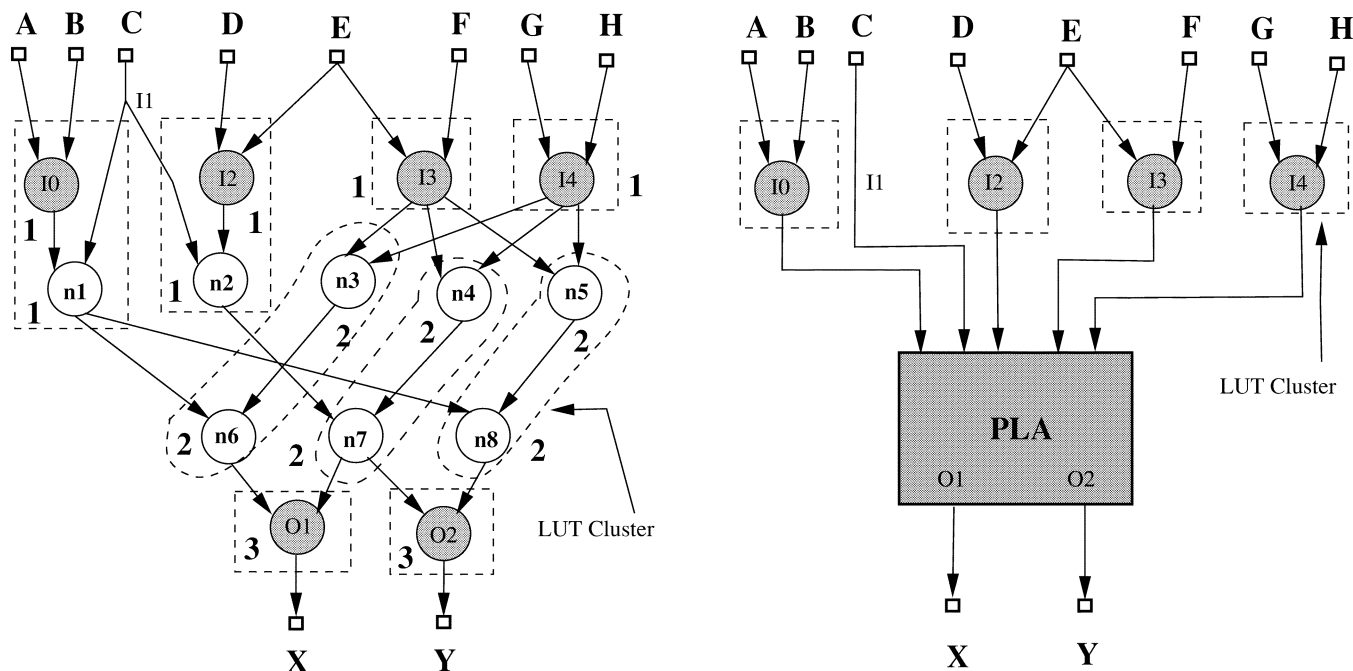 A B C D E F G H
I1
I0 I2 I3 I4
1 1 1 1
n1 n2 n3 n4 n5
1 1 2 2 2
n6 n7 n8
2 2 2
O1 O2
3 3
LUT Cluster
X Y
A B C D E F G H
I0 I1 I2 I3 I4
LUT Cluster
PLA
O1 O2
X Y